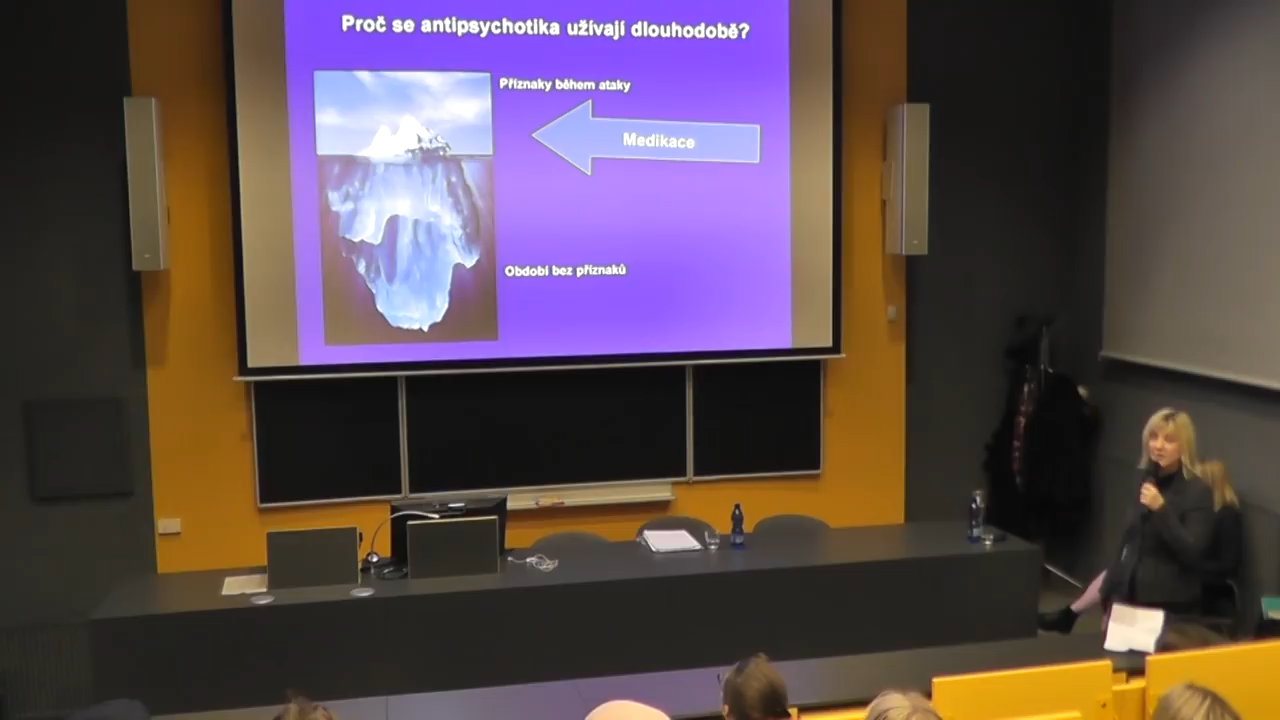 Proč se antipsychotika užívají dlouhodobě?
Příznaky během ataky
Medikace
Období bez příznaků